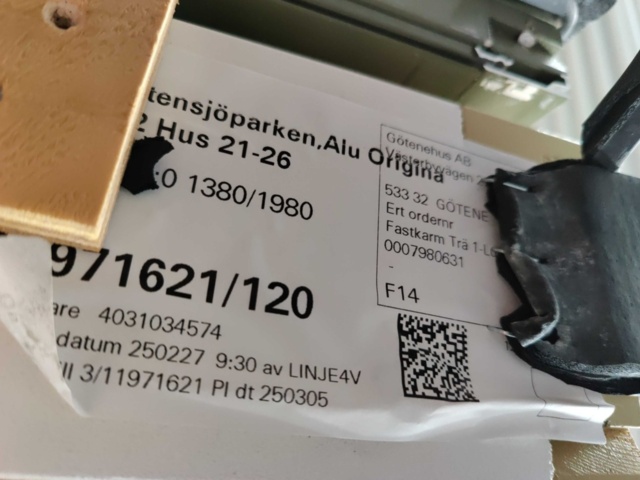 tensjöparken,Alu Origina
2 Hus 21-26
:0 1380/1980
971621/120
are 4031034574
datum 250227 9:30 av LINJE4V
3/11971621 Pl dt 250305
Götenehus AB
Västerbyvägen
533 32 GÖTENE
Ert ordernr
Fastkarm Trä 1-L
0007980631
-
F14